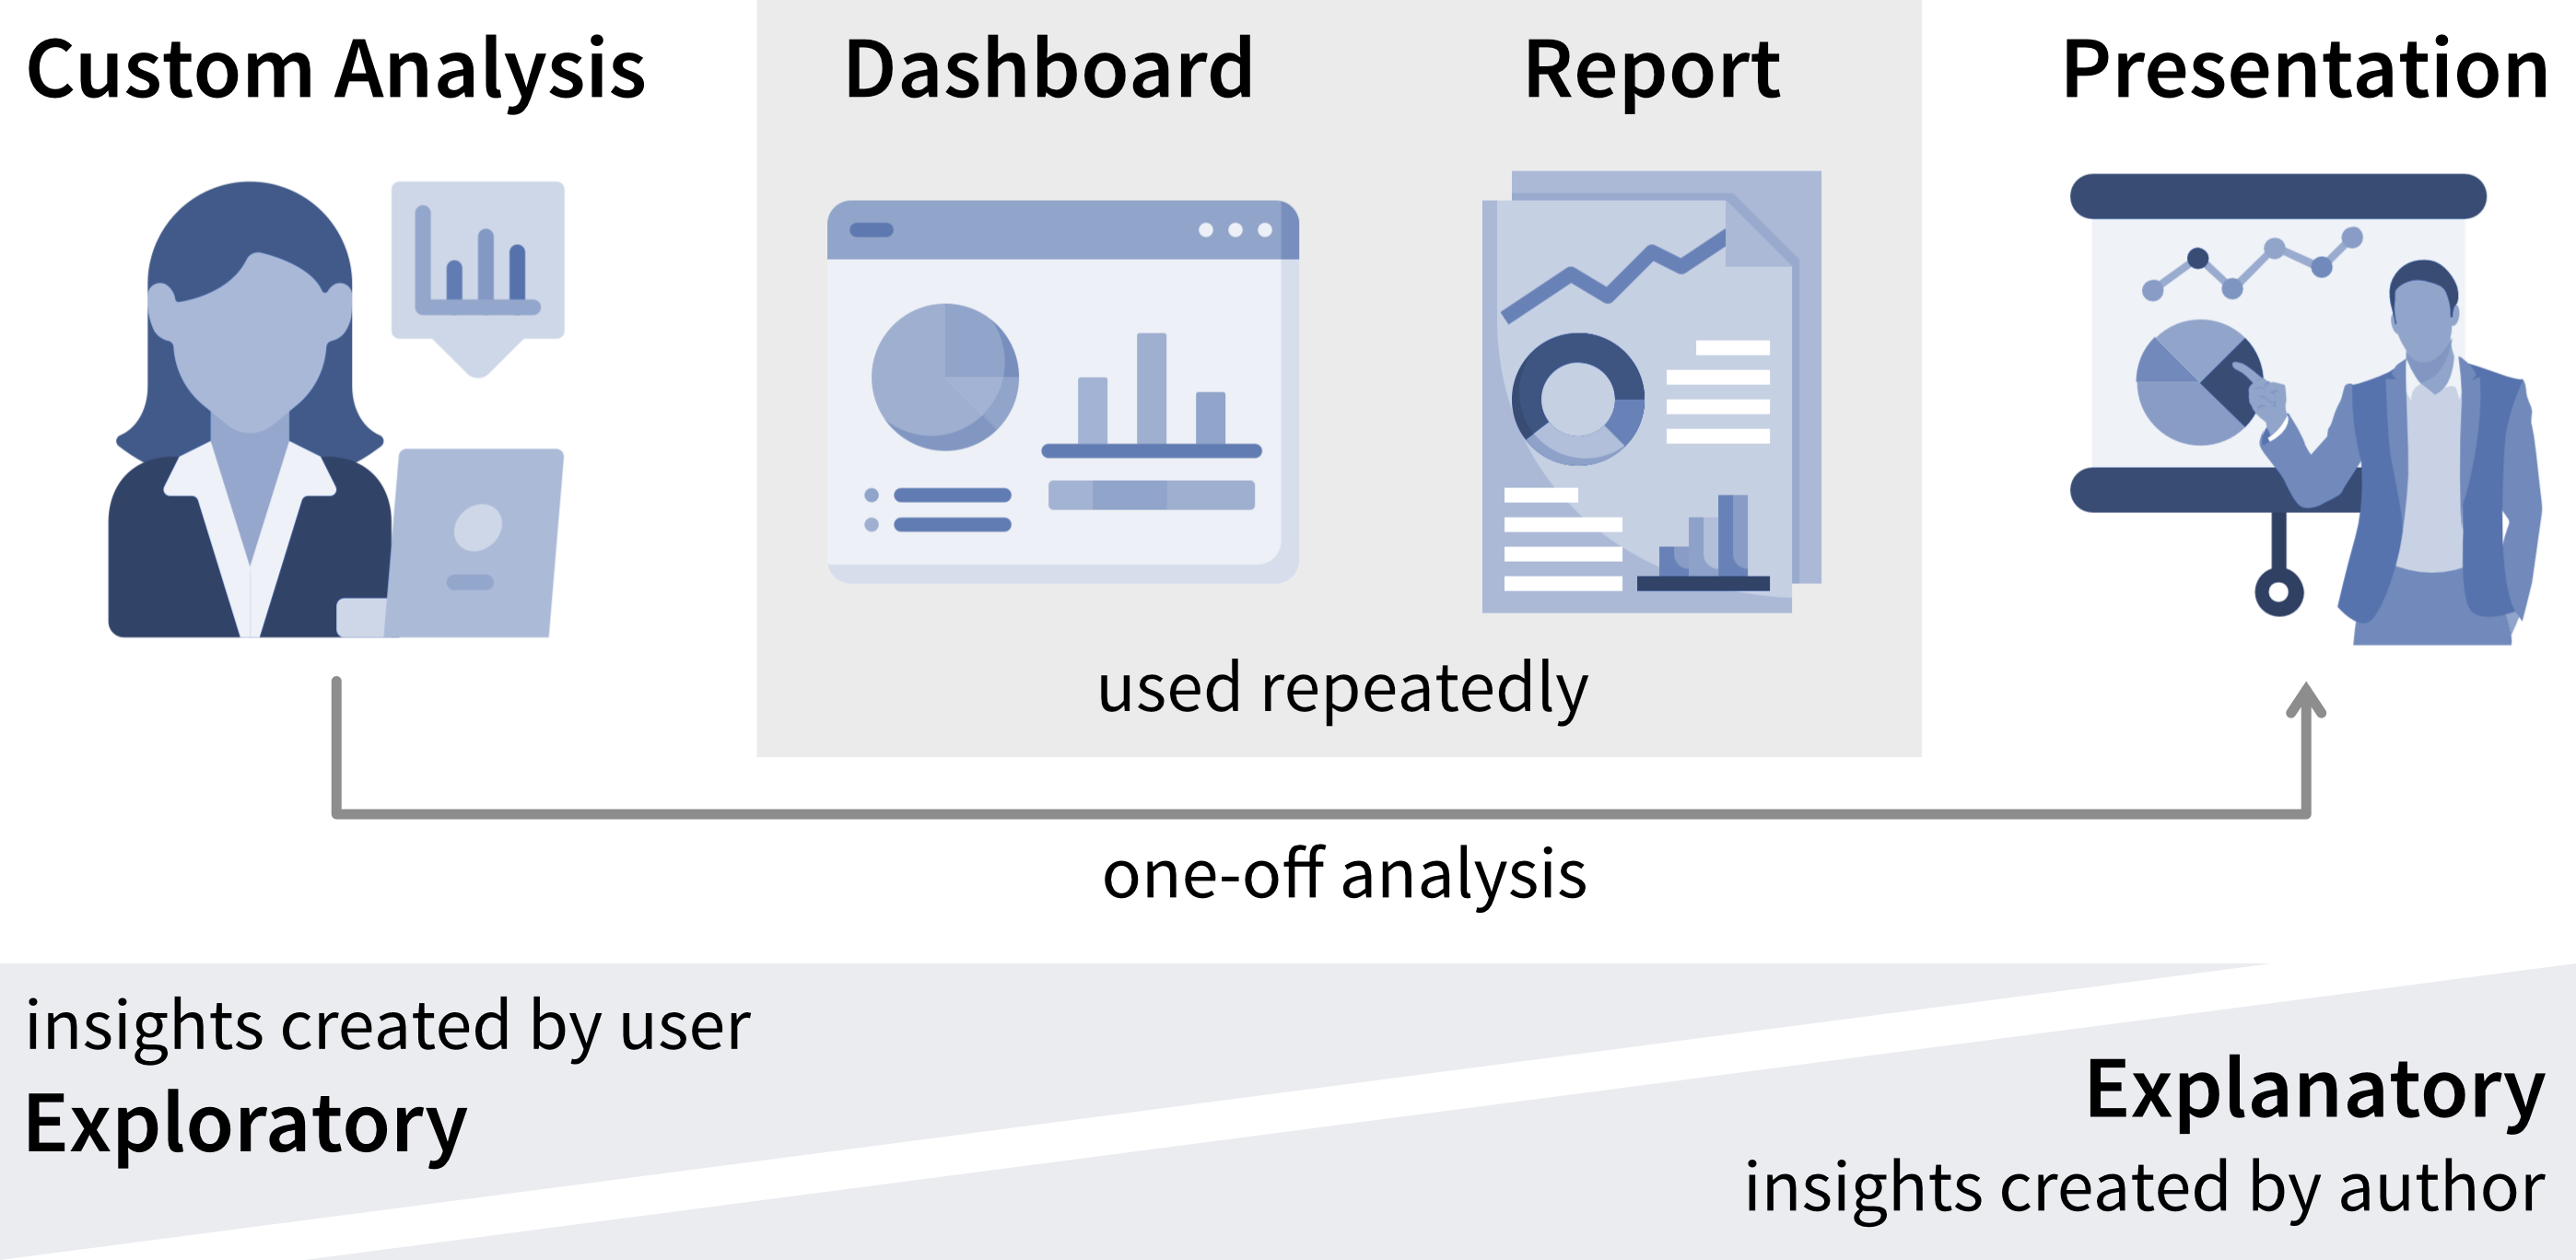 Custom Analysis
Dashboard
Report
Presentation
used repeatedly
one-off analysis
insights created by user
Exploratory
Explanatory
insights created by author